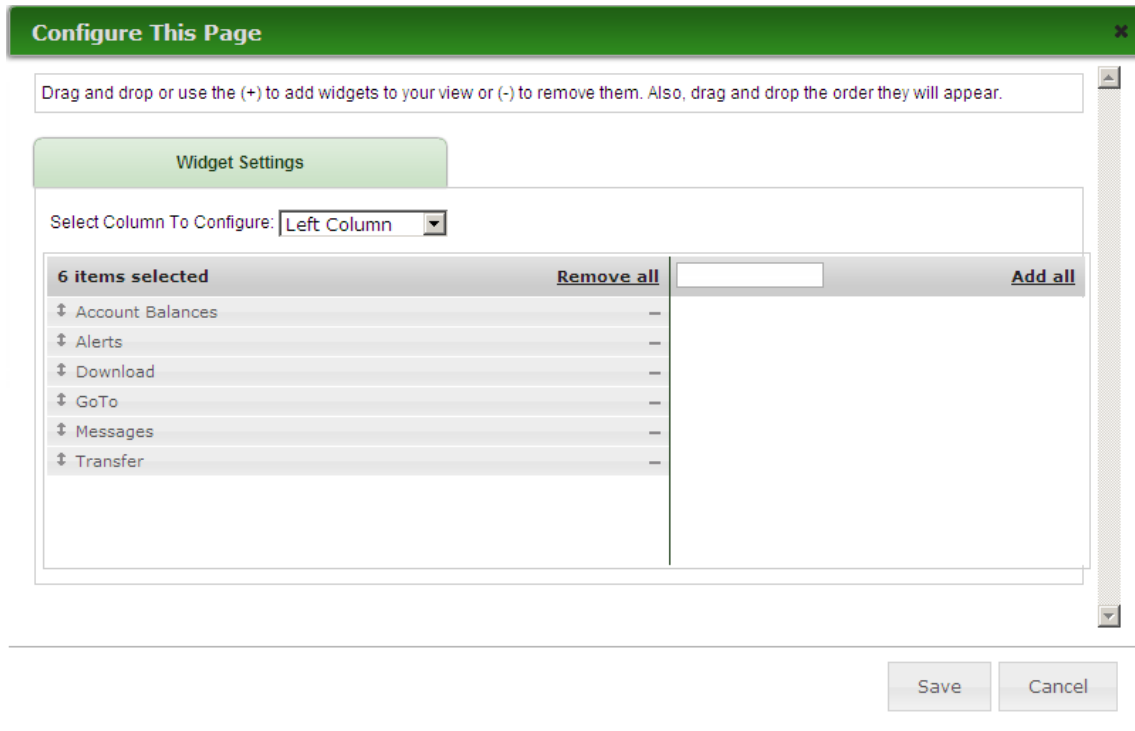 Configure This Page
Drag and drop or use the (+) to add widgets to your view or (-) to remove them. Also, drag and drop the order they will appear.
Widget Settings
Select Column To Configure: Left Column
6 items selected Remove all Add all
Account Balances
Alerts
Download
GoTo
Messages
Transfer
Save Cancel